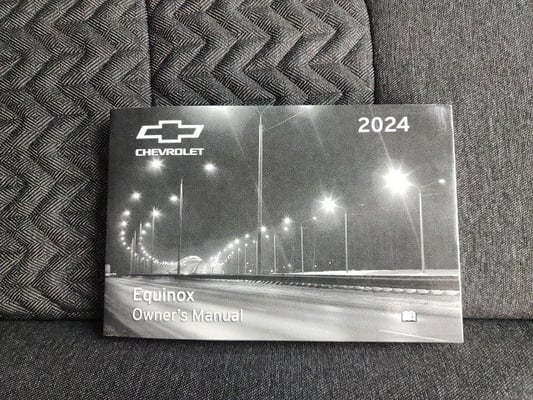 2024
CHEVROLET
Equinox
Owner's Manual